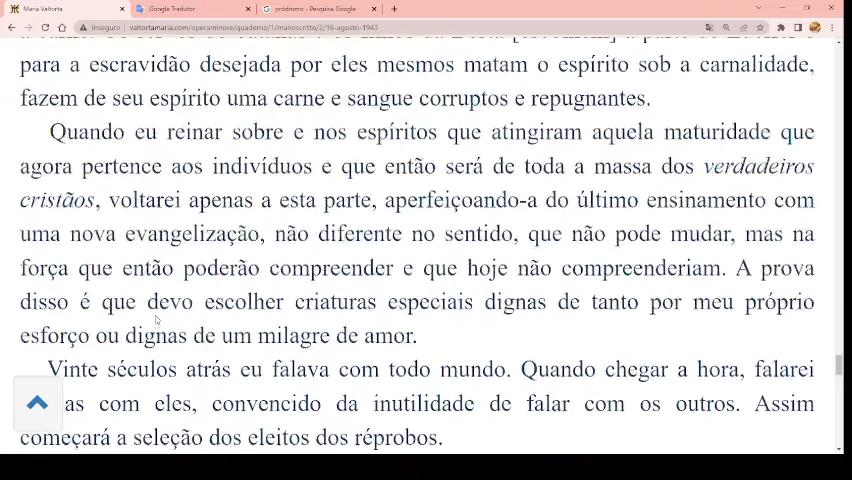 Maria Valtorta
Google Tradutor
pródromo - Pesquisa Google
Inseguro | valtortamaria.com/operaminore/quaderno/1/manoscritto/2/16-agosto-1943
para a escravidão desejada por eles mesmos matam o espírito sob a carnalidade,
fazem de seu espírito uma carne e sangue corruptos e repugnantes.
Quando eu reinar sobre e nos espíritos que atingiram aquela maturidade que
agora pertence aos indivíduos e que então será de toda a massa dos verdadeiros
cristãos, voltarei apenas a esta parte, aperfeiçoando-a do último ensinamento com
uma nova evangelização, não diferente no sentido, que não pode mudar, mas na
força que então poderão compreender e que hoje não compreenderiam. A prova
disso é que devo escolher criaturas especiais dignas de tanto por meu próprio
esforço ou dignas de um milagre de amor.
Vinte séculos atrás eu falava com todo mundo. Quando chegar a hora, falarei
as com eles, convencido da inutilidade de falar com os outros. Assim
começará a seleção dos eleitos dos réprobos.